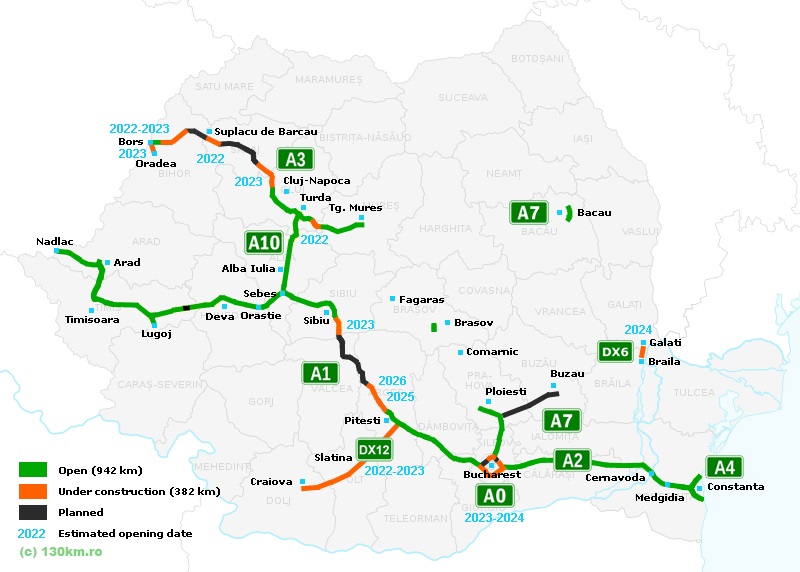 BOTOȘANI
SATU MARE
MARAMUREȘ
SUCEAVA
2022-2023
Suplacu de Barcau
Bors
BISTRIȚA-NĂSĂUD
IAȘI
2023
2022
A3
Oradea
BIHOR
NEAMȚ
2023
Cluj-Napoca
Turda
Tg. Mures
A7
Bacau
BACĂU
HARGHITA
VASLUI
2022
A10
Nadlac
ARAD
Arad
Alba Iulia
Sebes
SIBIU
COVASNA
Fagaras
BRASOV
VRANCEA
GALAȚI
Timisoara
Deva
Orastie
Sibiu
2023
Brasov
2024
Lugoj
Galati
DX6
Comarnic
BUZĂU
Braila
A1
CARAȘ-SEVERIN
VÂLCEA
2026
2025
PRA-
HOVA
Buzau
BRĂILA
TULCEA
GORJ
Ploiesti
Pitesti
DÂMBOVIȚA
A7
IALOMIȚA
DX12
Slatina
2022-2023
MEHEDINȚI
A2
A4
Open (942 km)
Bucharest
CĂLĂRAȘI
Cernavoda
Craiova
Constanta
Under construction (382 km)
DOLJ
A0
Medgidia
Planned
TELEORMAN
2023-2024
2022
Estimated opening date
(c) 130km.ro